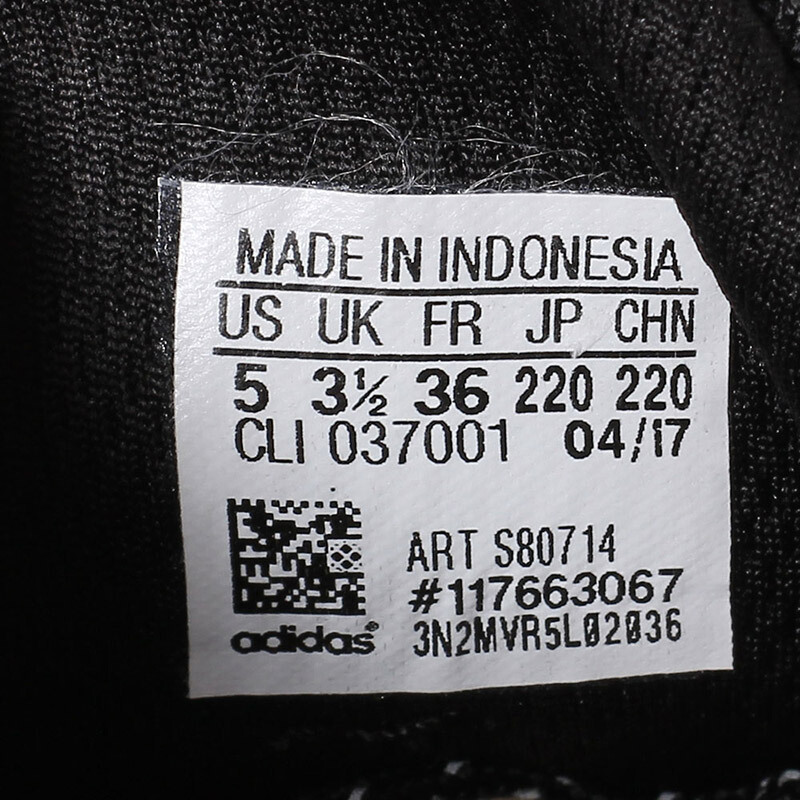 MADE IN INDONESIA
US UK FR JP CHN
5 3½ 36 220 220
CLI 037001 04/17
ART S80714
#117663067
adidas® 3N2MVR5L02036